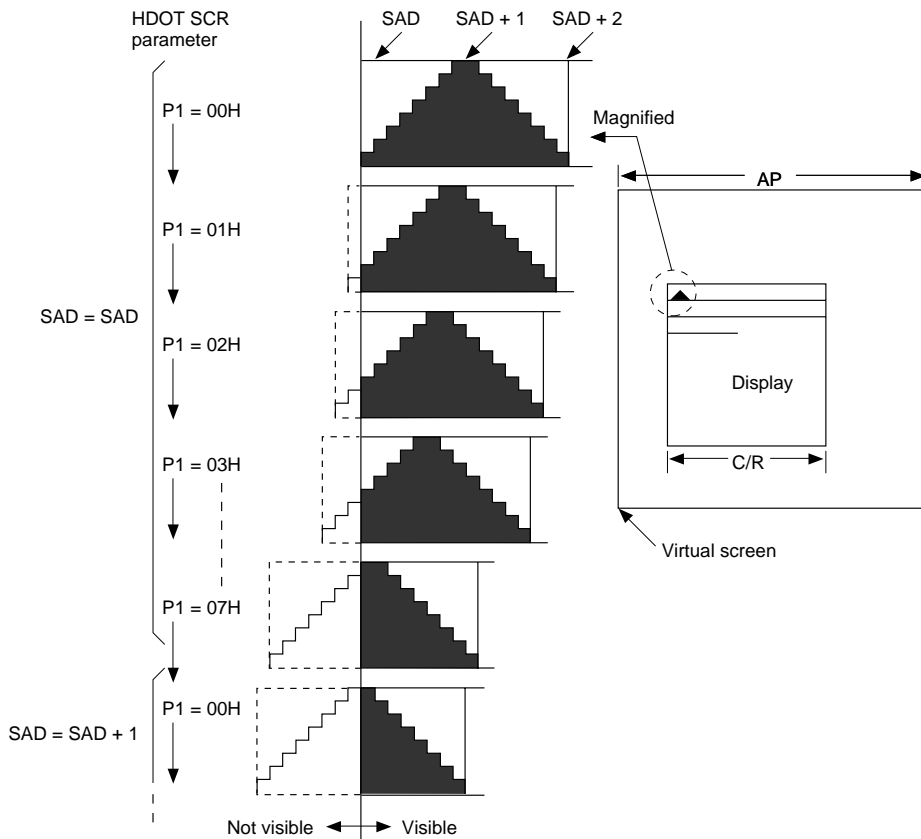 HDOT SCR
parameter
SAD
SAD + 1
SAD + 2
P1 = 00H
Magnified
AP
P1 = 01H
SAD = SAD
P1 = 02H
Display
P1 = 03H
C/R
Virtual screen
P1 = 07H
P1 = 00H
SAD = SAD + 1
Not visible
Visible